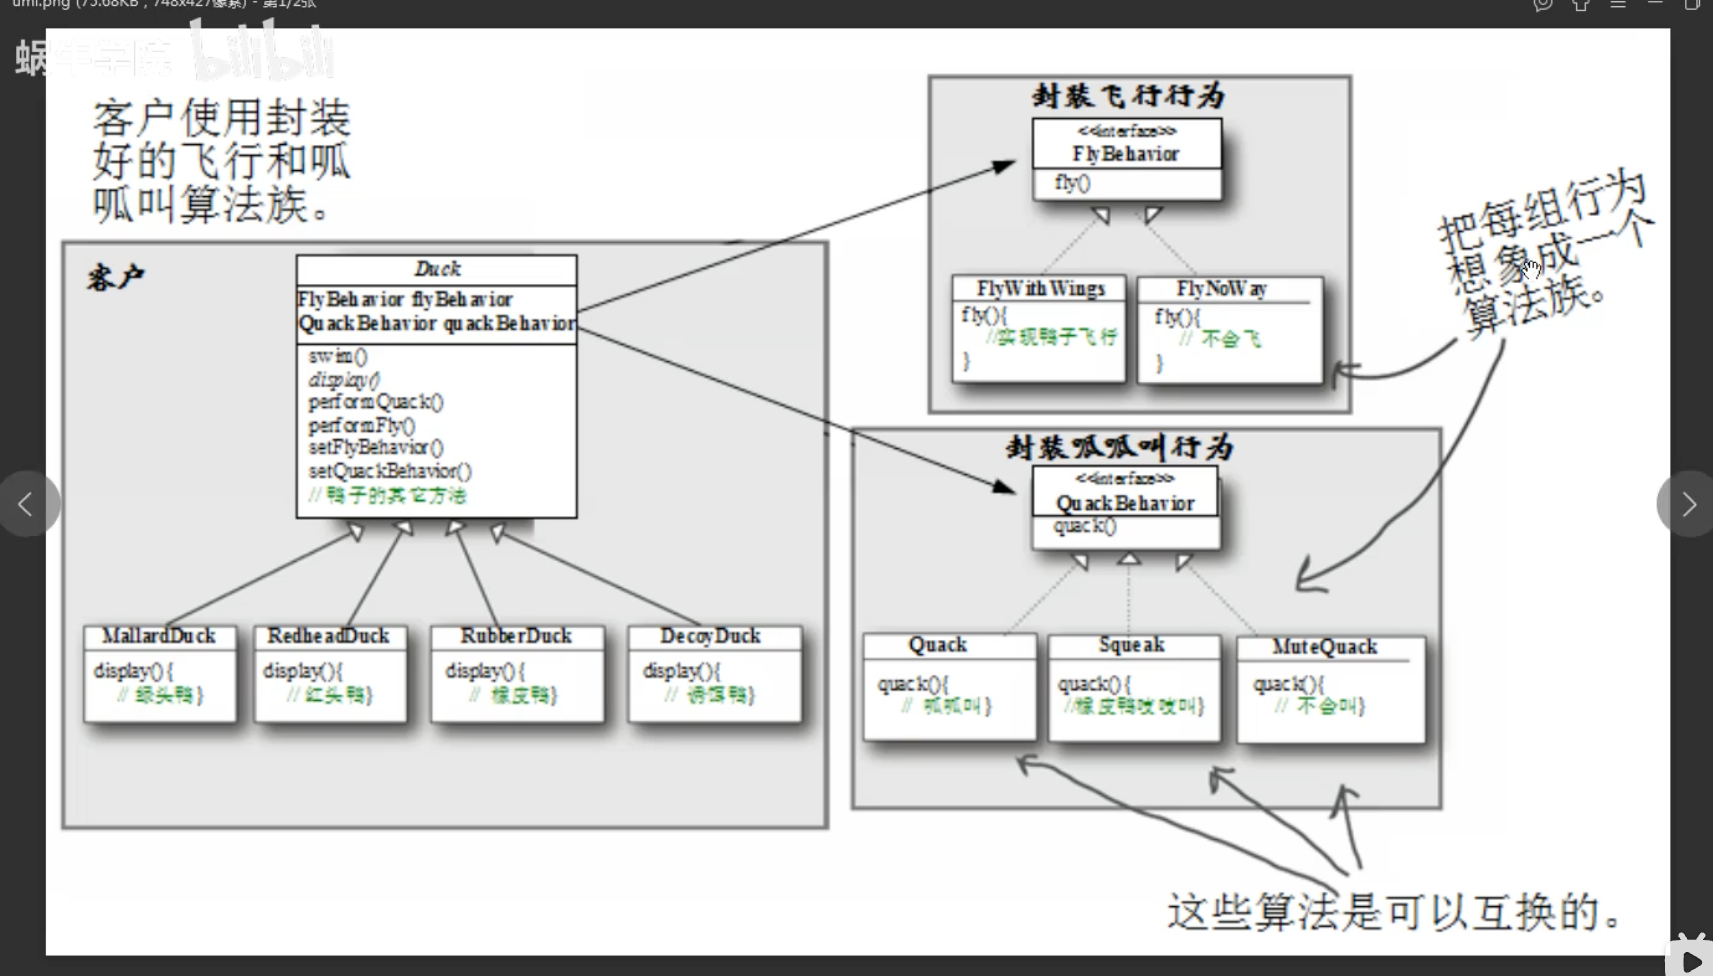 uml.png (75.68KB，748x427像素) - 第1/2张
蜗牛学院 bilibili
客户使用封装
好的飞行和呱
呱叫算法族。
客户
Duck
FlyBehavior flyBehavior
QuackBehavior quackBehavior
swim()
display()
performQuack()
performFly()
setFlyBehavior()
setQuackBehavior()
// 鸭子的其它方法
MallardDuck
display(){
// 绿头鸭}
RedheadDuck
display(){
// 红头鸭}
RubberDuck
display(){
// 橡皮鸭}
DecoyDuck
display(){
// 诱饵鸭}
封装飞行行为
<<interface>>
FlyBehavior
fly()
FlyWithWings
fly(){
//实现鸭子飞行
}
FlyNoWay
fly(){
// 不会飞
}
把每组行为
想象成一个
算法族。
封装呱呱叫行为
<<interface>>
QuackBehavior
quack()
Quack
quack(){
// 呱呱叫}
Squeak
quack(){
//橡皮鸭吱吱叫}
MuteQuack
quack(){
// 不会叫}
这些算法是可以互换的。